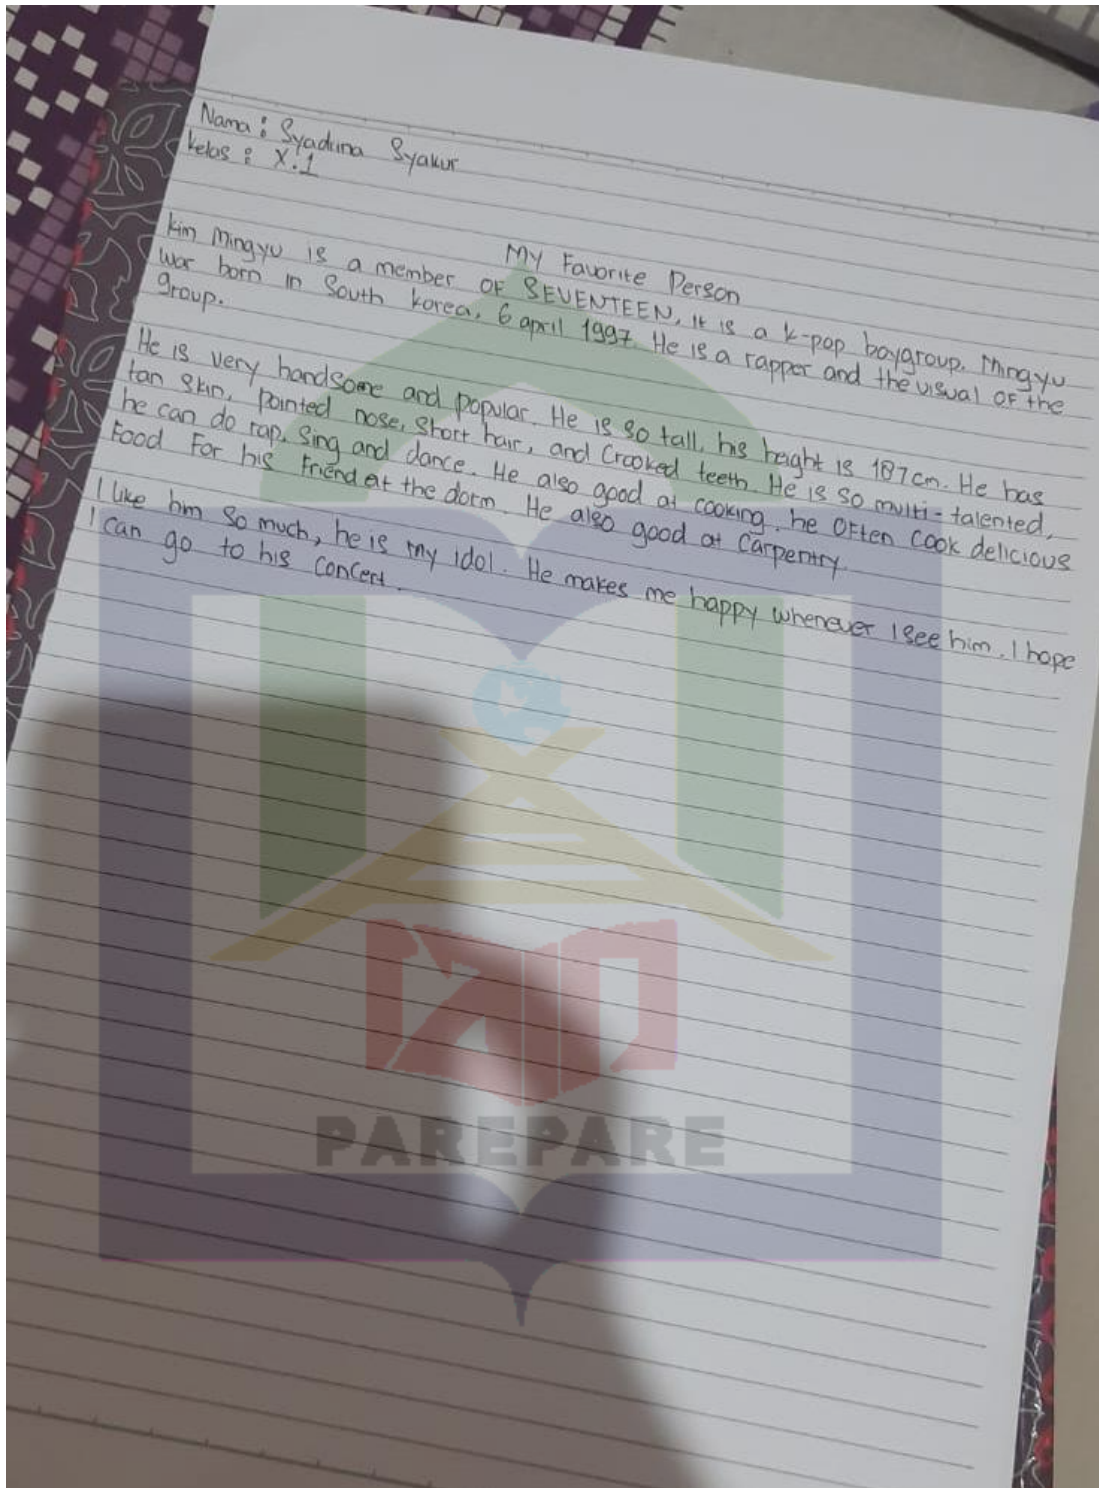 Nama : Syadiina Syakur
kelas : X.1
My Favorite Person
kim Mingyu is a member OF SEVENTEEN, It is a k-pop boygroup. Mingyu
war born in South korea, 6 april 1997. He is a rapper and the visual OF the
group.
He is very handsome and popular. He is so tall, his height is 187 cm. He has
tan skin, pointed nose, short hair, and Crooked teeth. He is so multi-talented,
he can do rap, sing and dance. He also good at cooking, he OFten cook delicious
Food For his Friend at the dorm. He also good at Carpentry.
I like him so much, he is my idol. He makes me happy whenever I see him. I hope
I can go to his concert.
PAREPARE